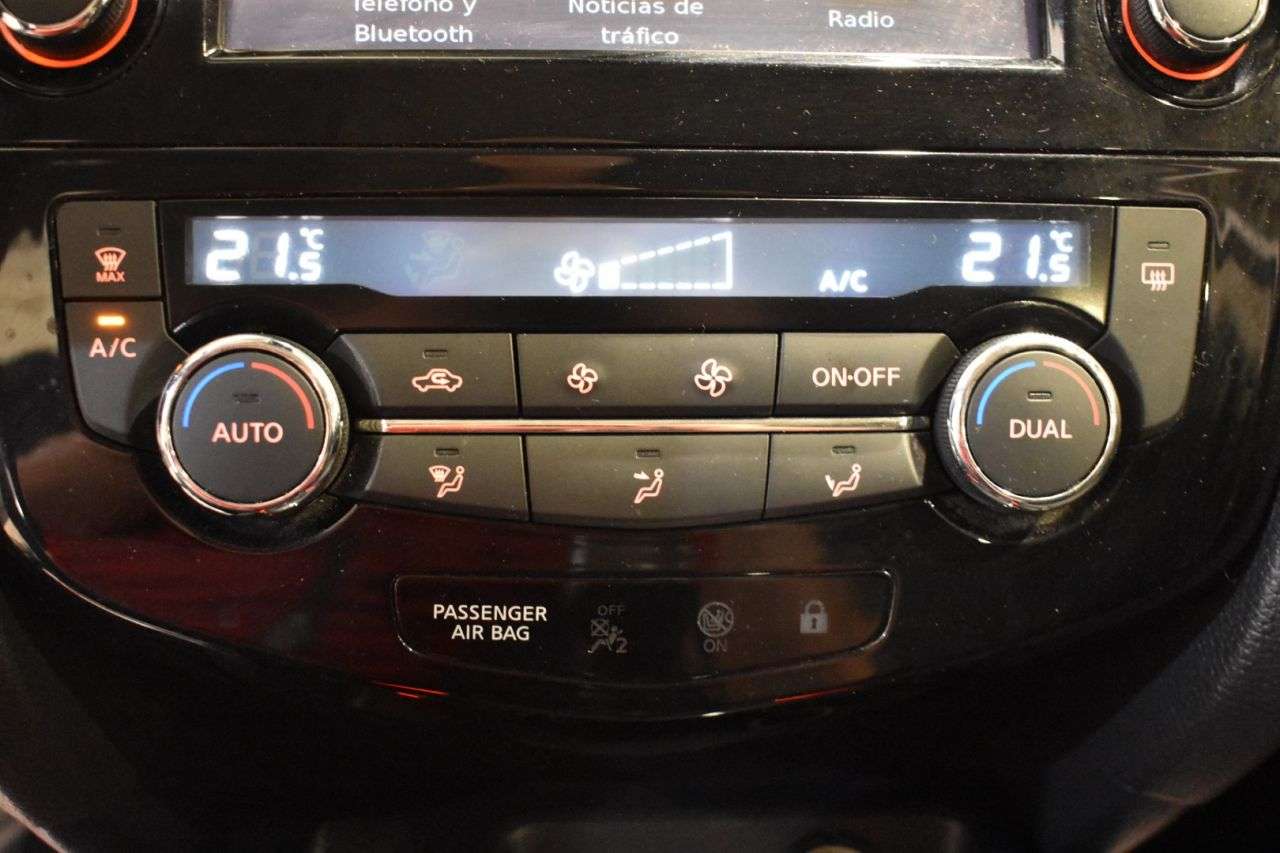 Teléfono y
Bluetooth
Noticias de
tráfico
Radio
21.5°C
A/C
21.5°C
MAX
A/C
AUTO
ON·OFF
DUAL
PASSENGER
AIR BAG
OFF
2
ON